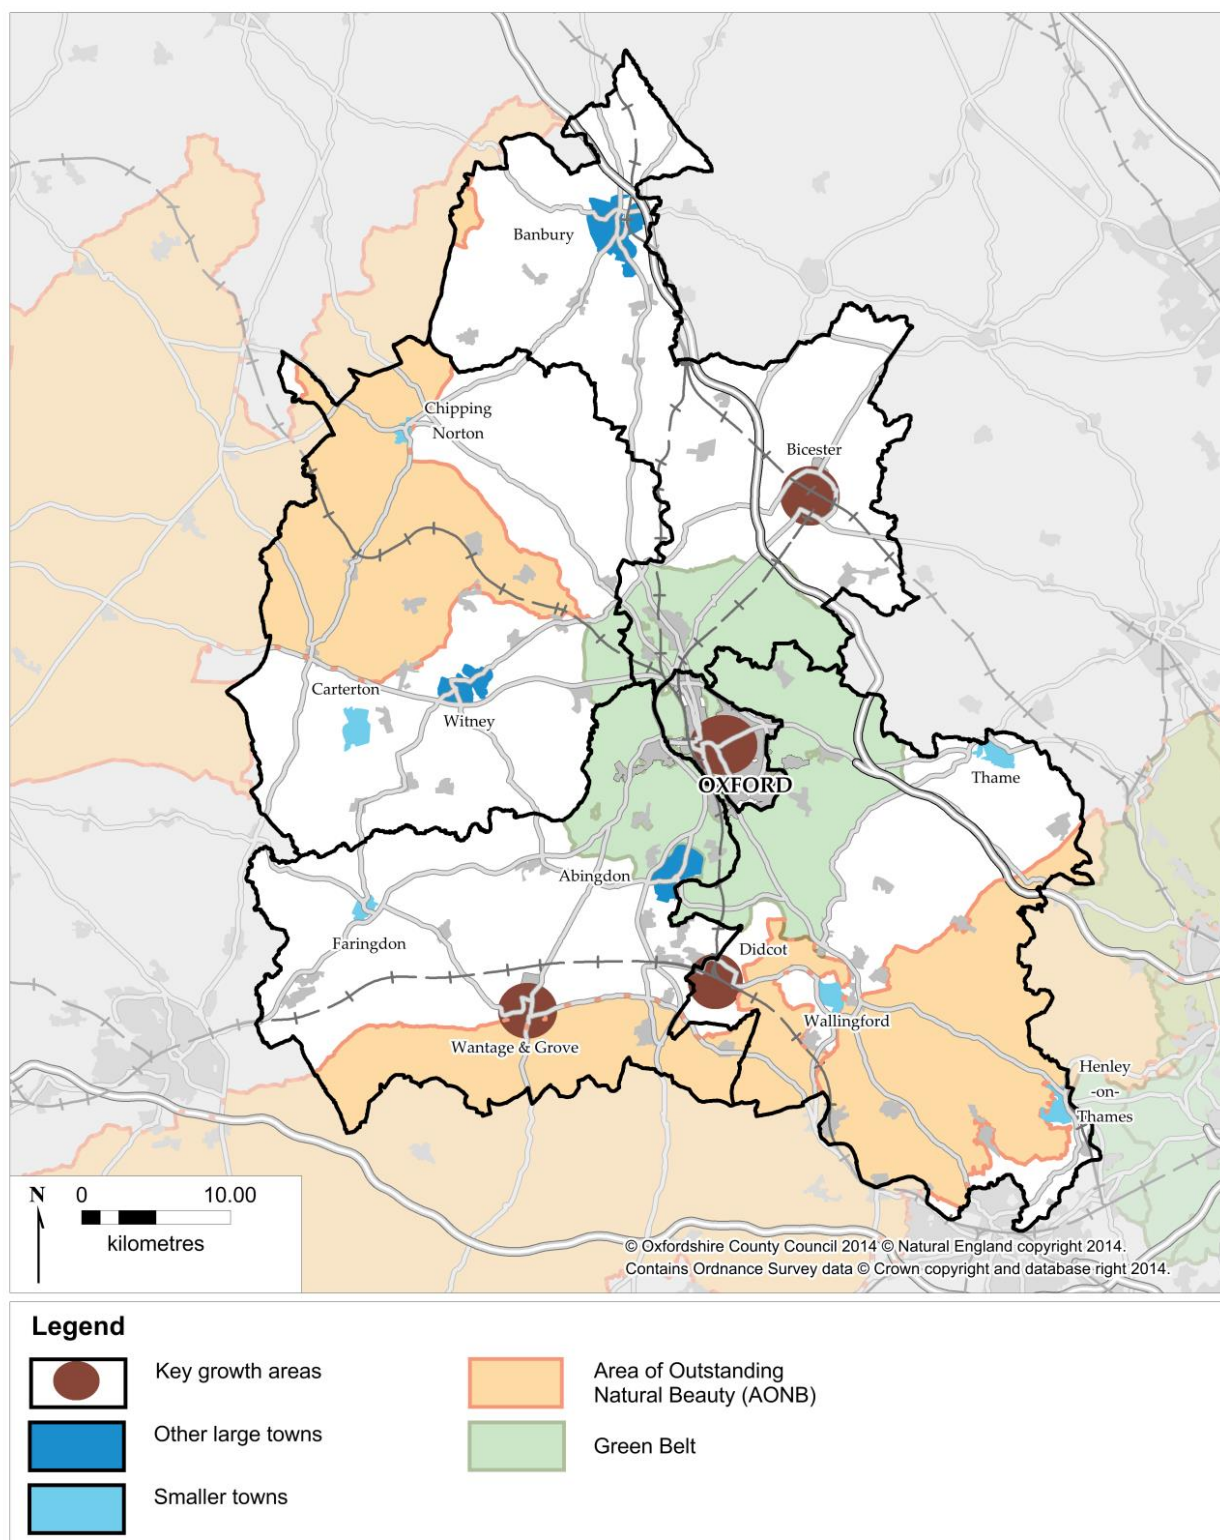 Banbury
Chipping
Norton
Bicester
Carterton
Witney
OXFORD
Thame
Abingdon
Faringdon
Didcot
Wantage & Grove
Wallingford
Henley
-on-
Thames
N
0 10.00
kilometres
© Oxfordshire County Council 2014 © Natural England copyright 2014.
Contains Ordnance Survey data © Crown copyright and database right 2014.
Legend
Key growth areas
Other large towns
Smaller towns
Area of Outstanding
Natural Beauty (AONB)
Green Belt